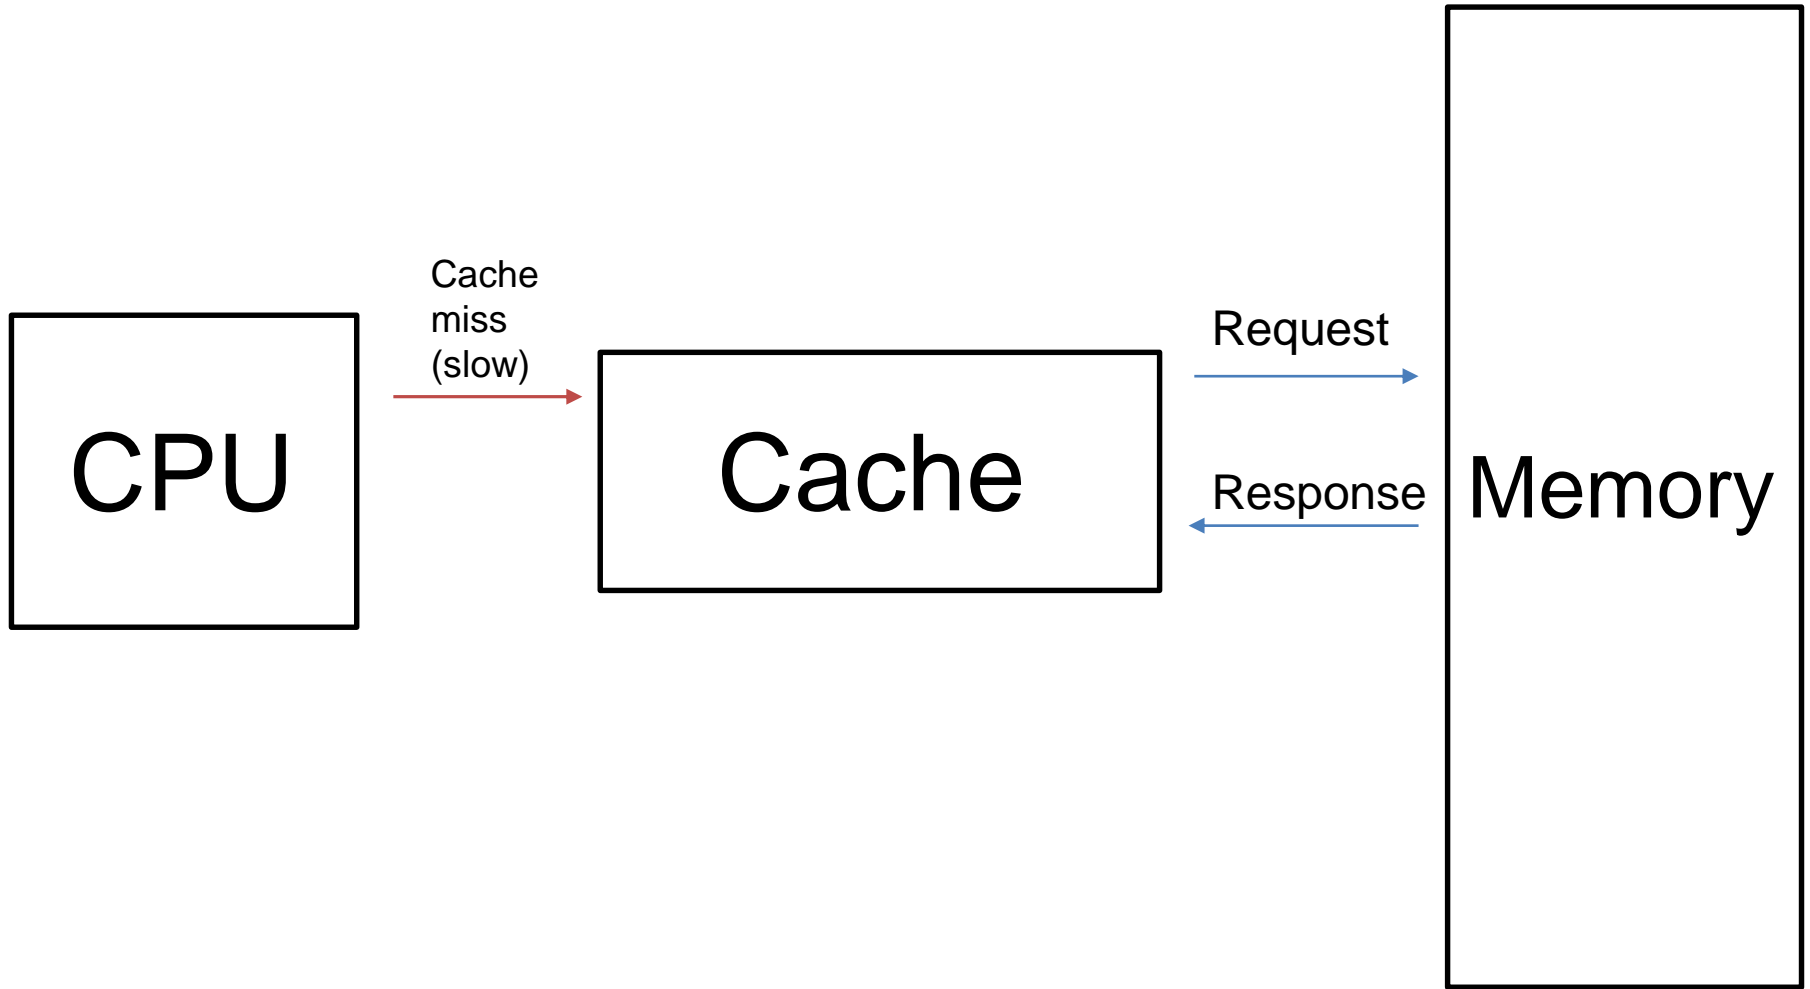 Cache
miss
(slow)
CPU
Cache
Request
Response
Memory